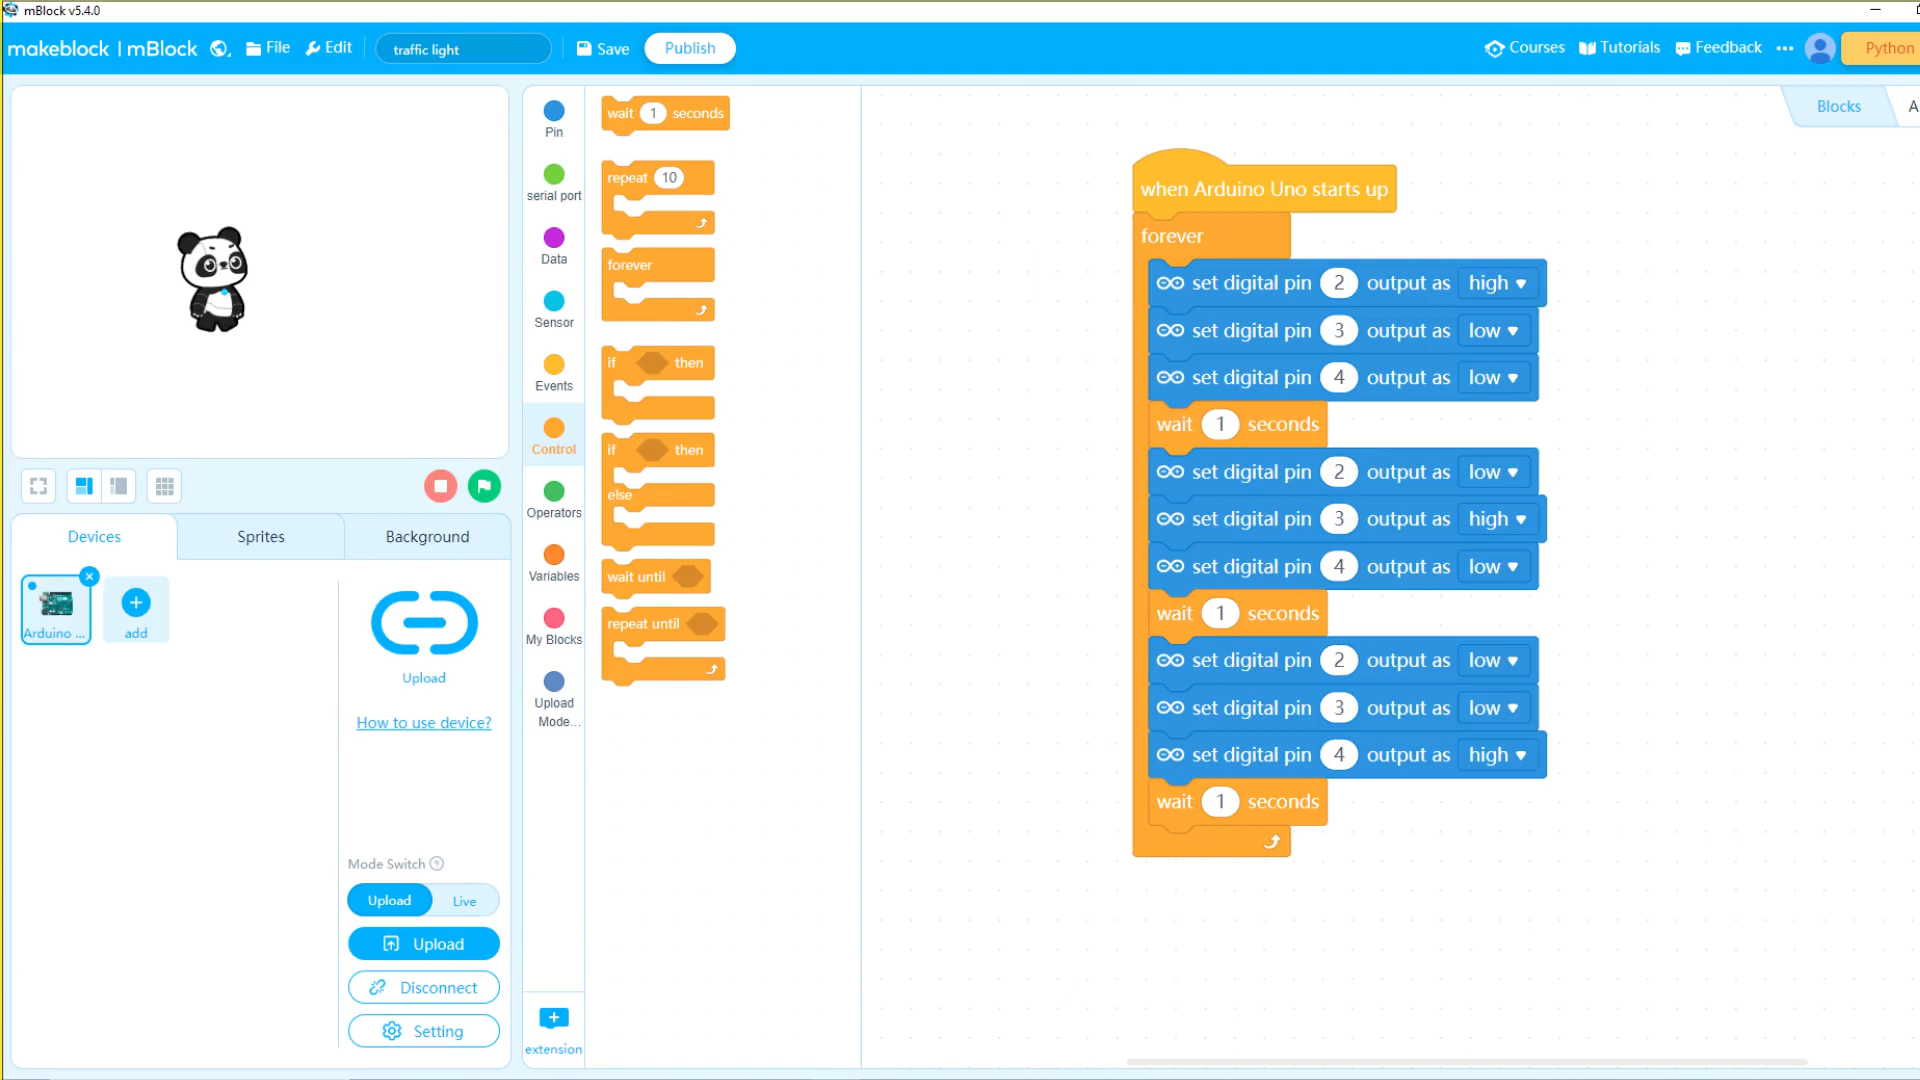 mBlock v5.4.0
makeblock | mBlock File Edit traffic light Save Publish Courses Tutorials Feedback Python
Blocks A
Pin
serial port
Data
Sensor
Events
Control
Operators
Variables
My Blocks
Upload
Mode...
extension
wait 1 seconds
repeat 10
forever
if then
if then
else
wait until
repeat until
when Arduino Uno starts up
forever
set digital pin 2 output as high
set digital pin 3 output as low
set digital pin 4 output as low
wait 1 seconds
set digital pin 2 output as low
set digital pin 3 output as high
set digital pin 4 output as low
wait 1 seconds
set digital pin 2 output as low
set digital pin 3 output as low
set digital pin 4 output as high
wait 1 seconds
Devices Sprites Background
Arduino ...
add
Upload
How to use device?
Mode Switch ?
Upload Live
Upload
Disconnect
Setting